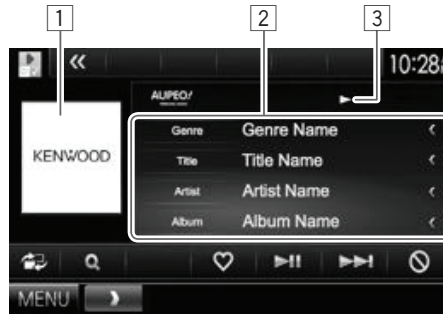 1 2 3
10:28
AUPEO!
Genre Genre Name
KENWOOD
Title Title Name
Artist Artist Name
Album Album Name
MENU